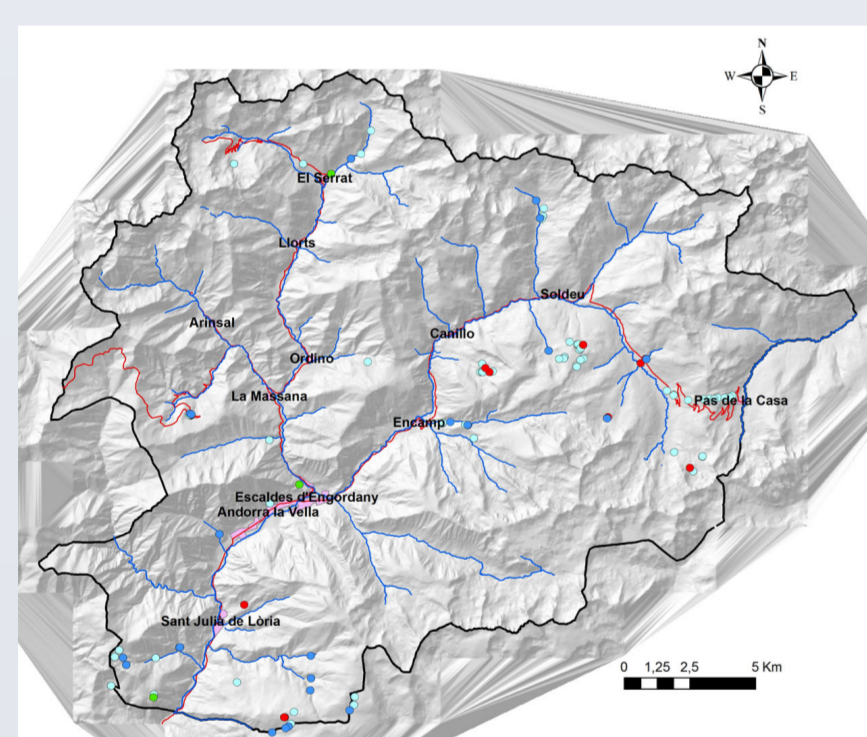 N
W E
S
El Serrat
Llorts
Soldeu
Arinsal
Canillo
Ordino
La Massana
Pas de la Casa
Encamp
Escaldes d'Engordany
Andorra la Vella
Sant Julià de Lòria
0 1,25 2,5 5 Km